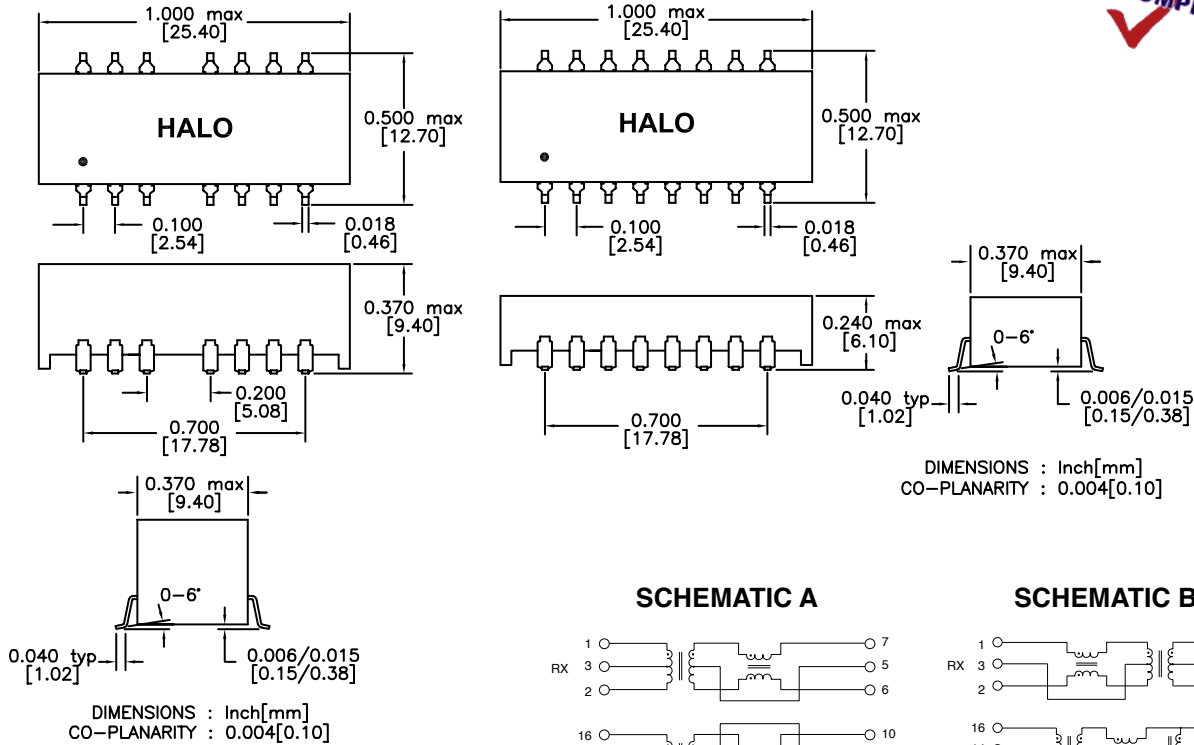 1.000 max
[25.40]
HALO
0.500 max
[12.70]
0.100
[2.54]
0.018
[0.46]
0.370 max
[9.40]
0.200
[5.08]
0.700
[17.78]
0.370 max
[9.40]
0-6°
0.040 typ
[1.02]
0.006/0.015
[0.15/0.38]
DIMENSIONS : Inch[mm]
CO-PLANARITY : 0.004[0.10]
1.000 max
[25.40]
HALO
0.500 max
[12.70]
0.100
[2.54]
0.018
[0.46]
0.240 max
[6.10]
0.700
[17.78]
0.370 max
[9.40]
0-6°
0.040 typ
[1.02]
0.006/0.015
[0.15/0.38]
DIMENSIONS : Inch[mm]
CO-PLANARITY : 0.004[0.10]
SCHEMATIC A
1 7
RX 3 5
2 6
16 10
SCHEMATIC B
1
RX 3
2
16